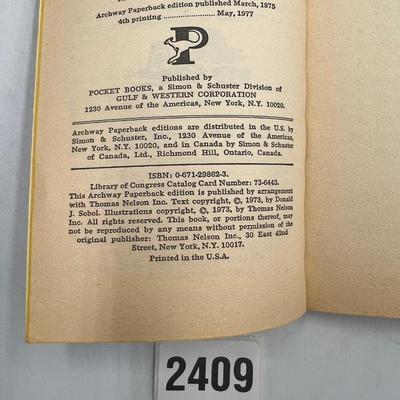 Archway Paperback edition published March, 1975
4th printing........................May, 1977
P
Published by
POCKET BOOKS, a Simon & Schuster Division of
GULF & WESTERN CORPORATION
1230 Avenue of the Americas, New York, N.Y. 10020.
Archway Paperback editions are distributed in the U.S. by
Simon & Schuster, Inc., 1230 Avenue of the Americas,
New York, N.Y. 10020, and in Canada by Simon & Schuster
of Canada, Ltd., Richmond Hill, Ontario, Canada.
ISBN: 0-671-29862-3.
Library of Congress Catalog Card Number: 73-6443.
This Archway Paperback edition is published by arrangement
with Thomas Nelson Inc. Text copyright, ©, 1973, by Donald
J. Sobol. Illustrations copyright, ©, 1973, by Thomas Nelson
Inc. All rights reserved. This book, or portions thereof, may
not be reproduced by any means without permission of the
original publisher: Thomas Nelson Inc., 30 East 42nd
Street, New York, N.Y. 10017.
Printed in the U.S.A.
2409